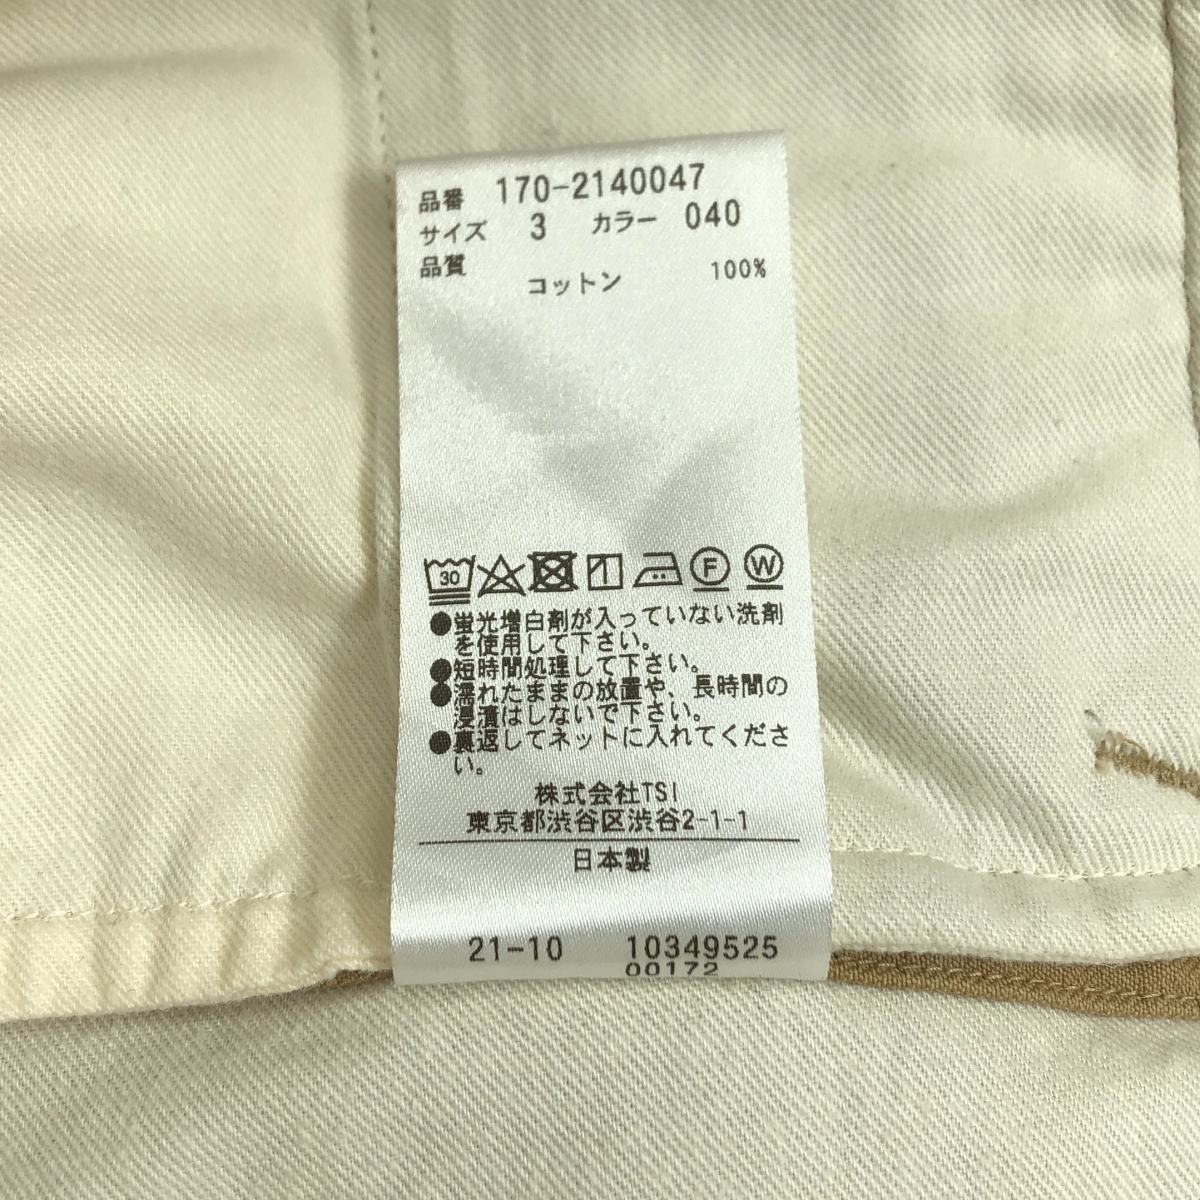 品番 170-2140047
サイズ 3 カラー 040
品質
コットン 100%
30 F W
●蛍光増白剤が入っていない洗剤
を使用して下さい。
●短時間処理して下さい。
●濡れたままの放置や、長時間の
浸漬はしないで下さい。
●裏返してネットに入れてくださ
い。
株式会社TSI
東京都渋谷区渋谷2-1-1
日本製
21-10 10349525
00172